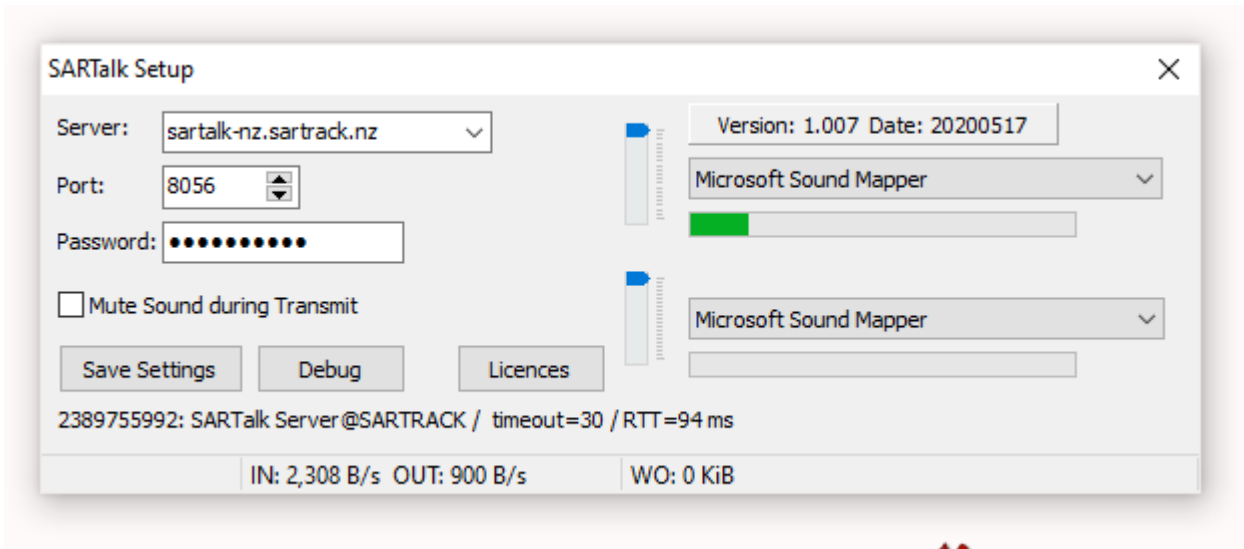 SARTalk Setup
Server: sartalk-nz.sartrack.nz
Port: 8056
Password: ●●●●●●●●●●
Mute Sound during Transmit
Save Settings Debug Licences
2389755992: SARTalk Server@SARTRACK / timeout=30 / RTT=94 ms
Version: 1.007 Date: 20200517
Microsoft Sound Mapper
Microsoft Sound Mapper
IN: 2,308 B/s OUT: 900 B/s WO: 0 KiB